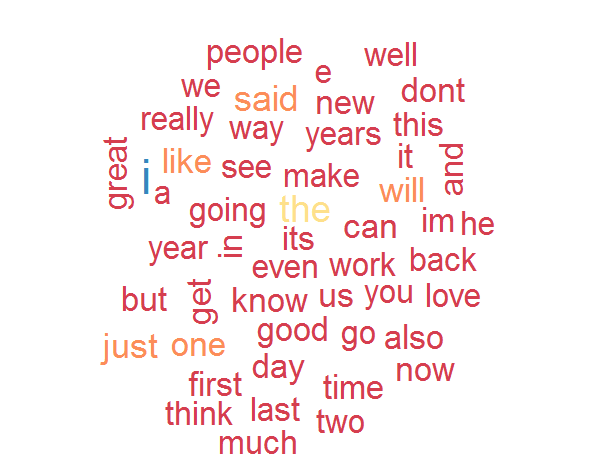 people well
we e
said new dont
really way years this
great i like see make it and
a will
going the can im he
year in its
even work back
but get know us you love
good go also
just one
day now
first time
think last two
much